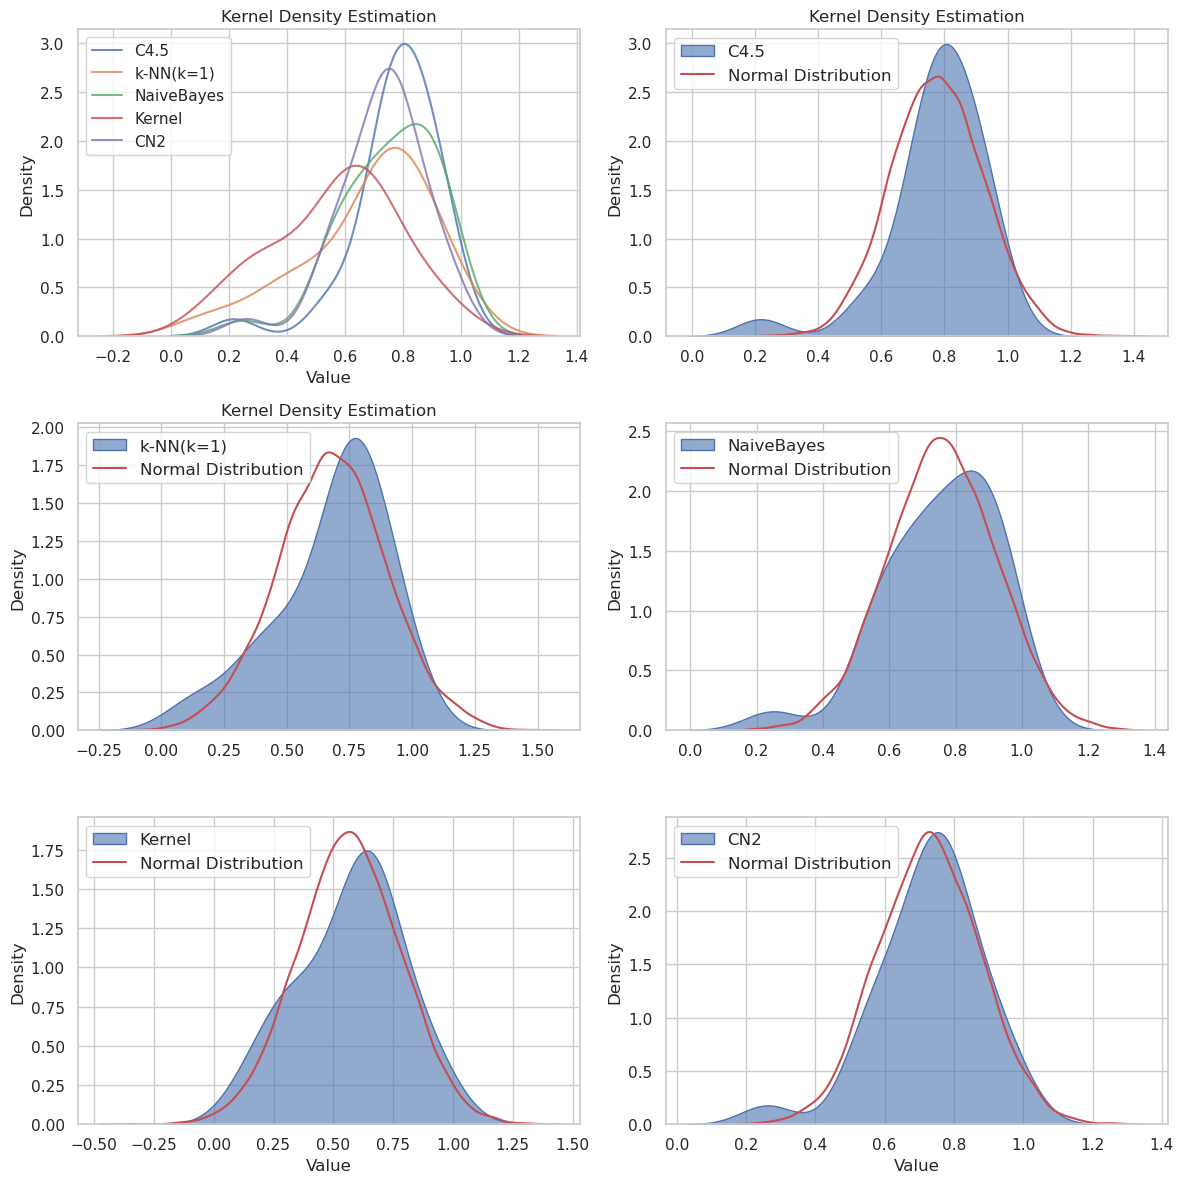 Kernel Density Estimation
C4.5
k-NN(k=1)
NaiveBayes
Kernel
CN2
Density
3.0
2.5
2.0
1.5
1.0
0.5
0.0
−0.2 0.0 0.2 0.4 0.6 0.8 1.0 1.2 1.4
Value
Kernel Density Estimation
C4.5
Normal Distribution
Density
3.0
2.5
2.0
1.5
1.0
0.5
0.0
0.0 0.2 0.4 0.6 0.8 1.0 1.2 1.4
Kernel Density Estimation
k-NN(k=1)
Normal Distribution
Density
2.00
1.75
1.50
1.25
1.00
0.75
0.50
0.25
0.00
−0.25 0.00 0.25 0.50 0.75 1.00 1.25 1.50
NaiveBayes
Normal Distribution
Density
2.5
2.0
1.5
1.0
0.5
0.0
0.0 0.2 0.4 0.6 0.8 1.0 1.2 1.4
Kernel
Normal Distribution
Density
1.75
1.50
1.25
1.00
0.75
0.50
0.25
0.00
−0.50 −0.25 0.00 0.25 0.50 0.75 1.00 1.25 1.50
Value
CN2
Normal Distribution
Density
2.5
2.0
1.5
1.0
0.5
0.0
0.0 0.2 0.4 0.6 0.8 1.0 1.2 1.4
Value